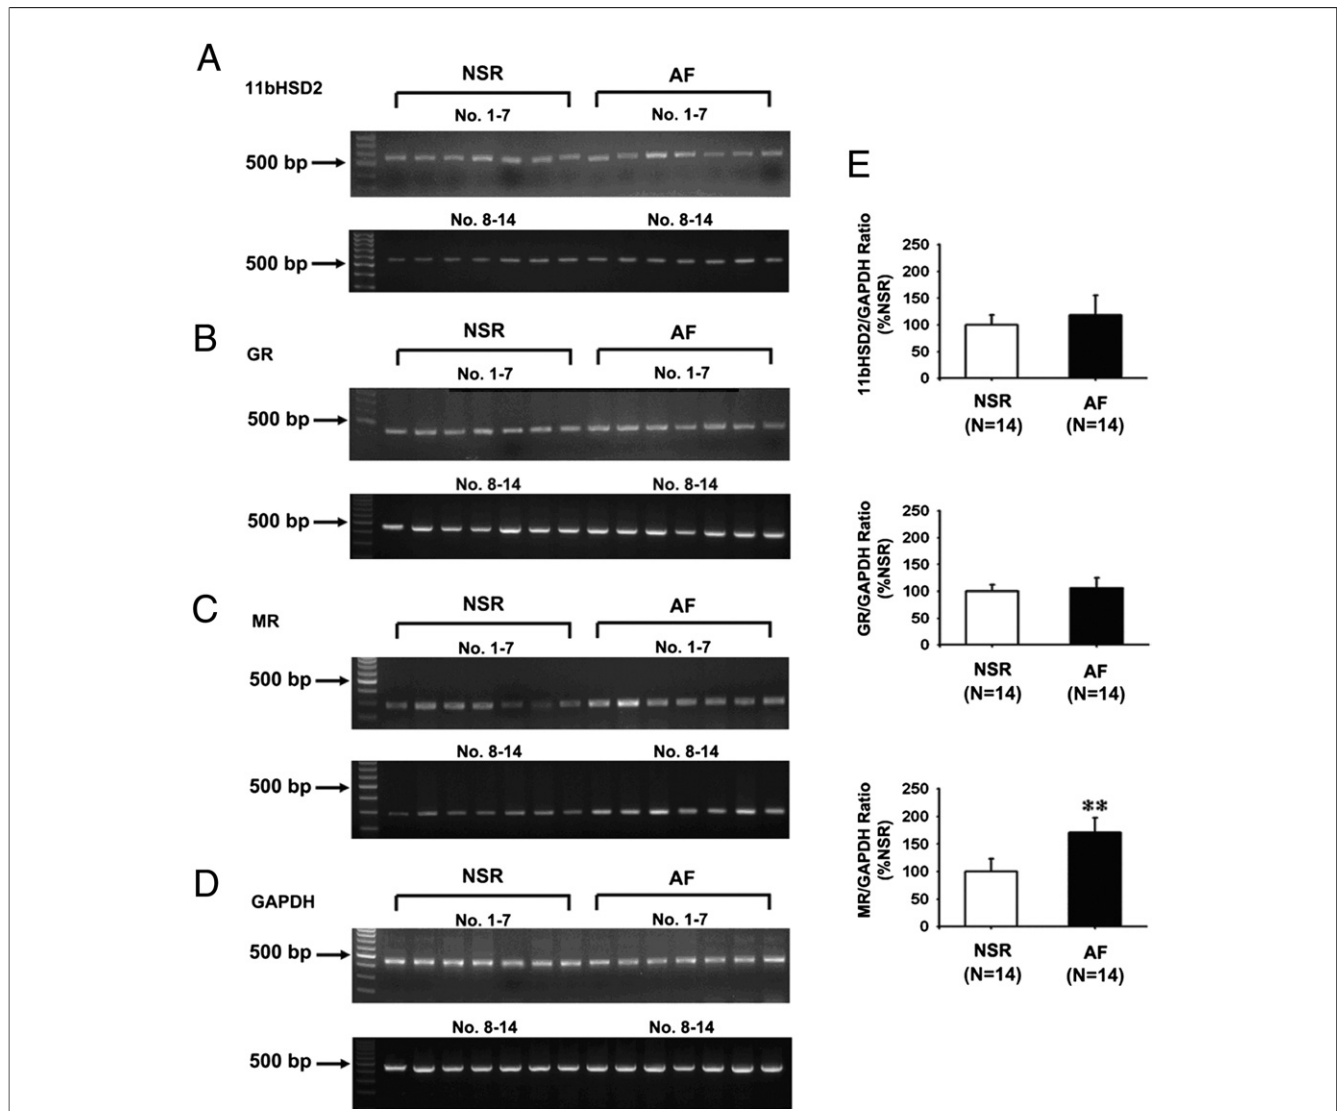 A
11bHSD2
NSR
AF
No. 1-7
No. 1-7
500 bp
No. 8-14
No. 8-14
500 bp
B
GR
NSR
AF
No. 1-7
No. 1-7
500 bp
No. 8-14
No. 8-14
500 bp
C
MR
NSR
AF
No. 1-7
No. 1-7
500 bp
No. 8-14
No. 8-14
500 bp
D
GAPDH
NSR
AF
No. 1-7
No. 1-7
500 bp
No. 8-14
No. 8-14
500 bp
E
11bHSD2/GAPDH Ratio
(%NSR)
250
200
150
100
50
0
NSR
(N=14)
AF
(N=14)
GR/GAPDH Ratio
(%NSR)
250
200
150
100
50
0
NSR
(N=14)
AF
(N=14)
MR/GAPDH Ratio
(%NSR)
250
200
150
100
50
0
**
NSR
(N=14)
AF
(N=14)